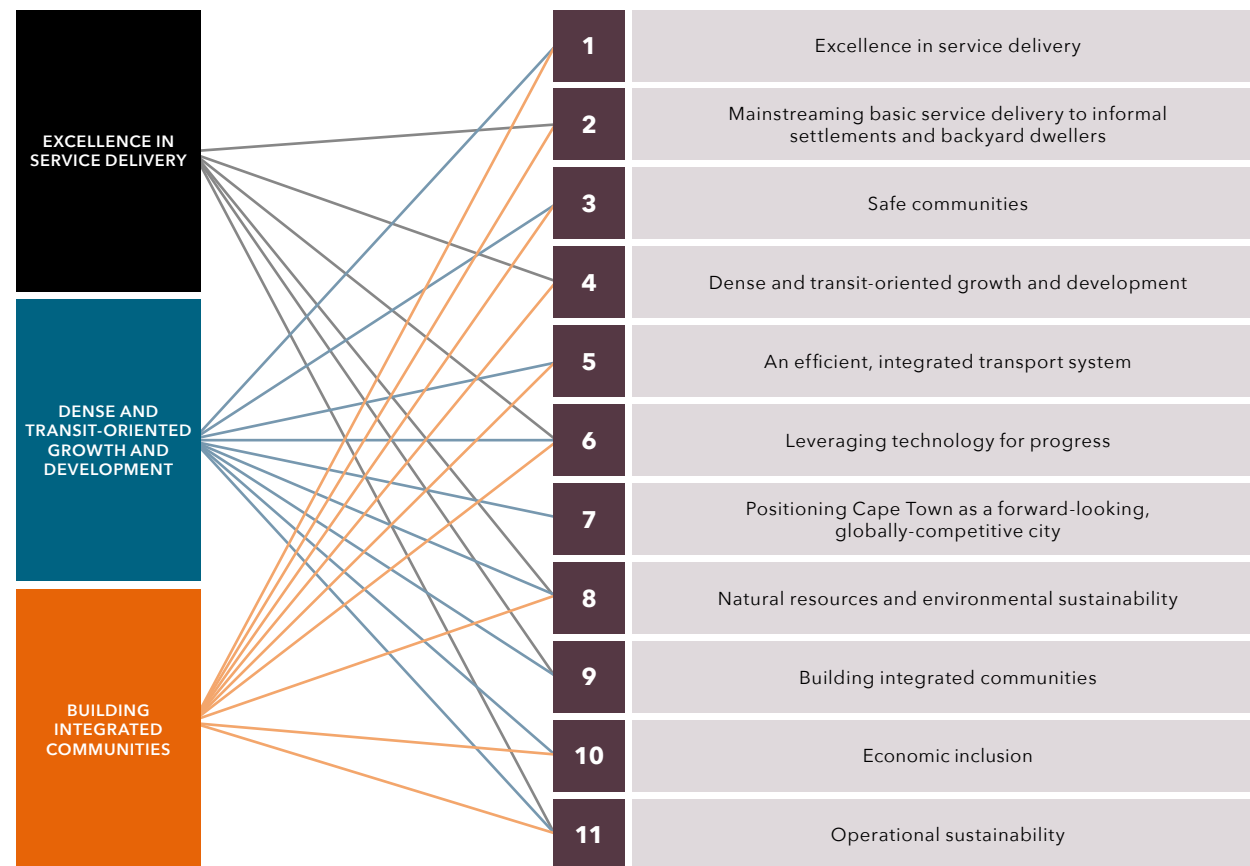 EXCELLENCE IN
SERVICE DELIVERY
DENSE AND
TRANSIT-ORIENTED
GROWTH AND
DEVELOPMENT
BUILDING
INTEGRATED
COMMUNITIES
1
Excellence in service delivery
2
Mainstreaming basic service delivery to informal
settlements and backyard dwellers
3
Safe communities
4
Dense and transit-oriented growth and development
5
An efficient, integrated transport system
6
Leveraging technology for progress
7
Positioning Cape Town as a forward-looking,
globally-competitive city
8
Natural resources and environmental sustainability
9
Building integrated communities
10
Economic inclusion
11
Operational sustainability